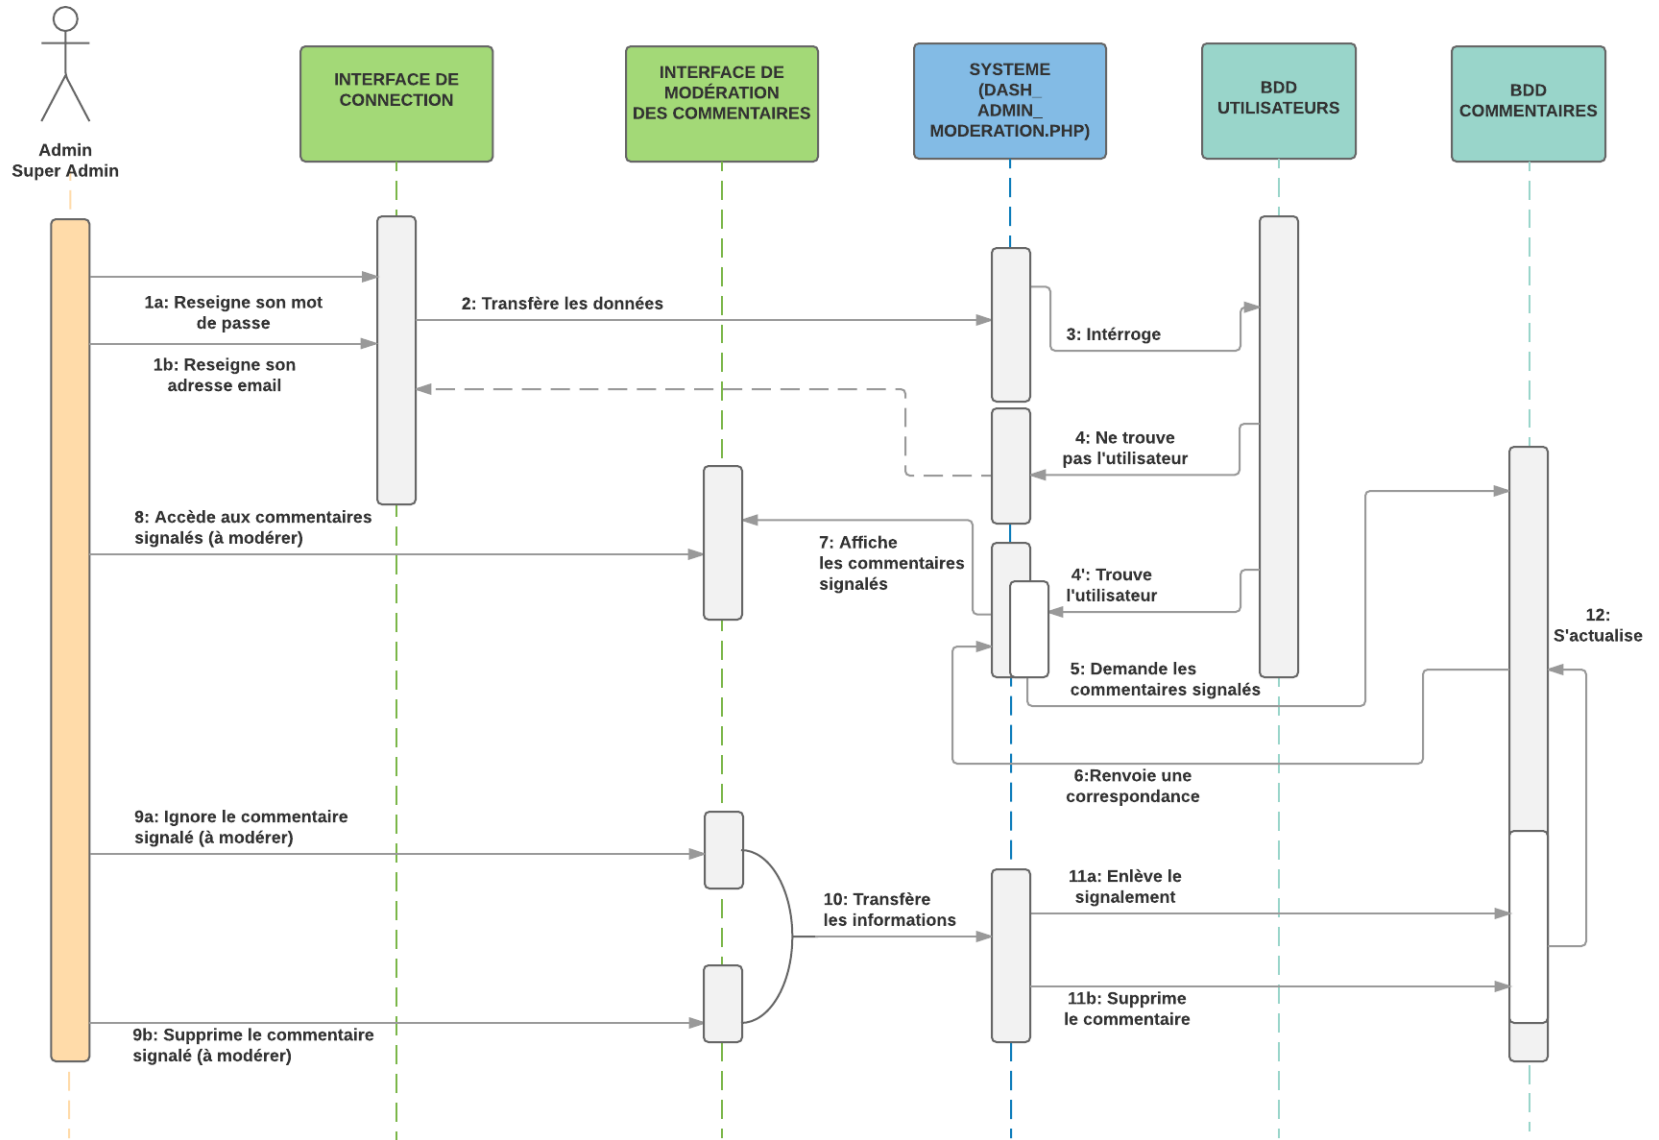 Admin
Super Admin
INTERFACE DE
CONNECTION
INTERFACE DE
MODÉRATION
DES COMMENTAIRES
SYSTEME
(DASH_
ADMIN_
MODERATION.PHP)
BDD
UTILISATEURS
BDD
COMMENTAIRES
1a: Reseigne son mot
de passe
1b: Reseigne son
adresse email
2: Transfère les données
3: Intérroge
4: Ne trouve
pas l'utilisateur
8: Accède aux commentaires
signalés (à modérer)
7: Affiche
les commentaires
signalés
4': Trouve
l'utilisateur
12:
S'actualise
5: Demande les
commentaires signalés
6:Renvoie une
correspondance
9a: Ignore le commentaire
signalé (à modérer)
10: Transfère
les informations
11a: Enlève le
signalement
11b: Supprime
le commentaire
9b: Supprime le commentaire
signalé (à modérer)